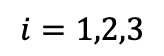 i = 1,2,3